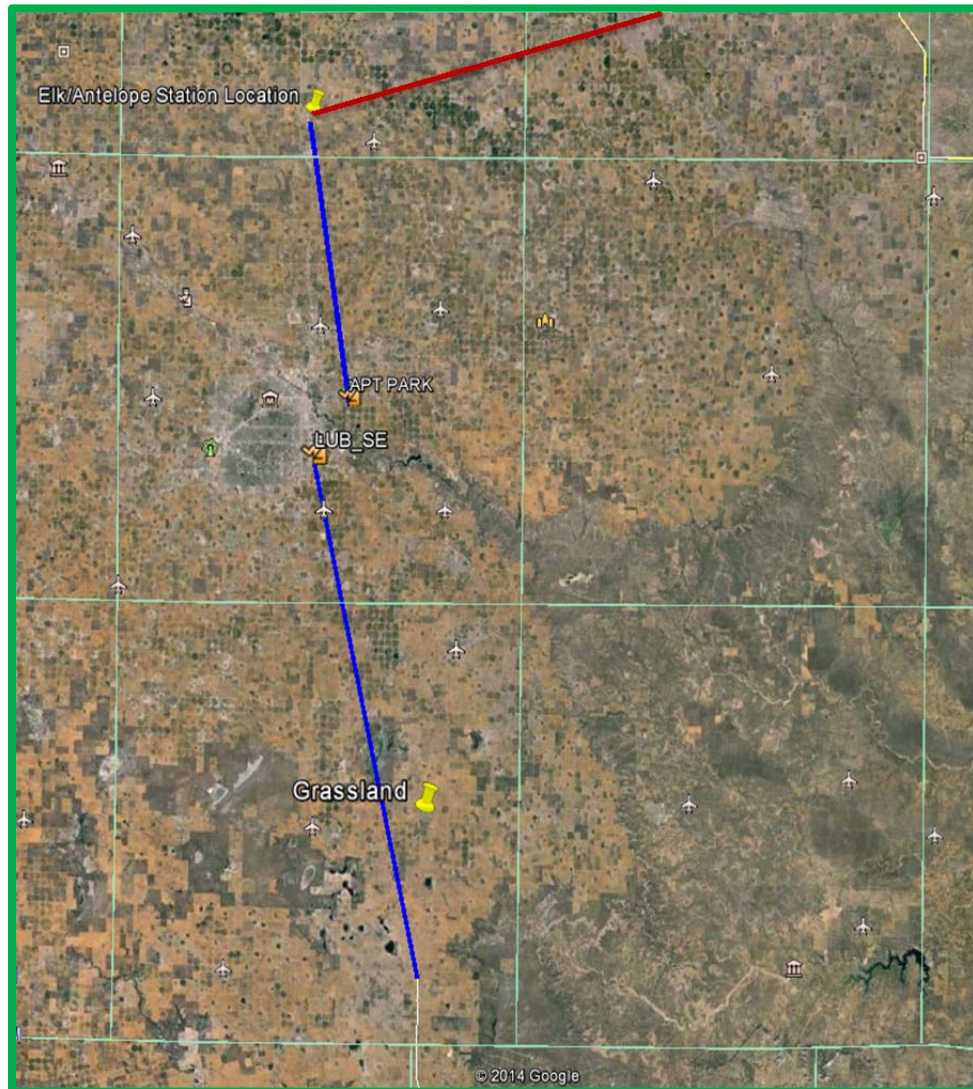 Elk/Antelope Station Location
APT PARK
LUB_SE
Grassland
© 2014 Google